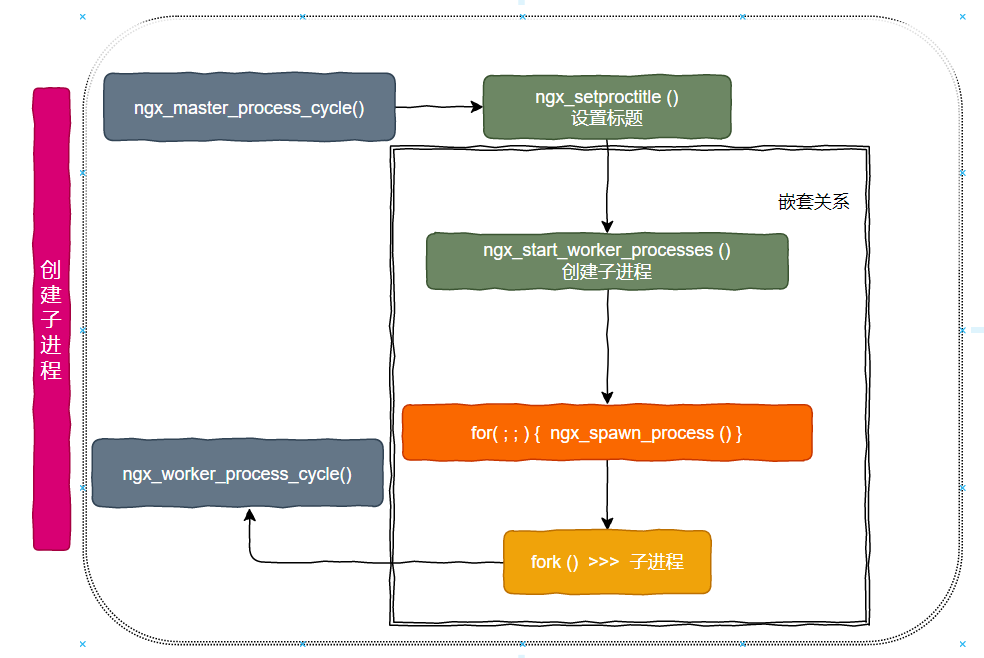 创建子进程
ngx_master_process_cycle()
ngx_setproctitle ()
设置标题
嵌套关系
ngx_start_worker_processes ()
创建子进程
for( ; ; ) { ngx_spawn_process () }
ngx_worker_process_cycle()
fork () >>> 子进程